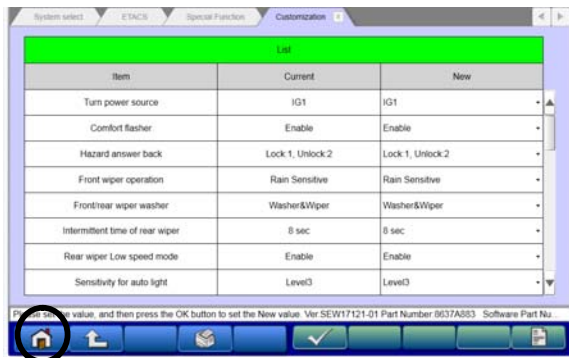 System select ETACS Special Function Customization
List
Item Current New
Turn power source IG1 IG1
Comfort flasher Enable Enable
Hazard answer back Lock:1, Unlock:2 Lock:1, Unlock:2
Front wiper operation Rain Sensitive Rain Sensitive
Front/rear wiper washer Washer&Wiper Washer&Wiper
Intermittent time of rear wiper 8 sec 8 sec
Rear wiper Low speed mode Enable Enable
Sensitivity for auto light Level3 Level3
value, and then press the OK button to set the New value. Ver:SEW17121-01 Part Number:8637A883 Software Part Nu...